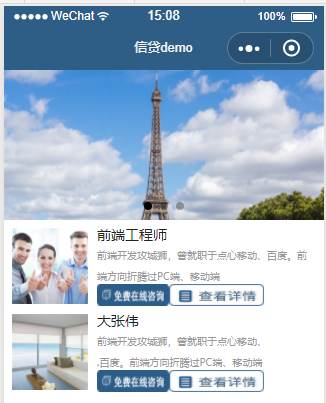 WeChat 15:08 100%
信贷demo
前端工程师
前端开发攻城狮，曾就职于点心移动、百度。前
端方向折腾过PC端、移动端
免费在线咨询 查看详情
大张伟
前端开发攻城狮，曾就职于点心移动、
,百度。前端方向折腾过PC端、移动端
免费在线咨询 查看详情